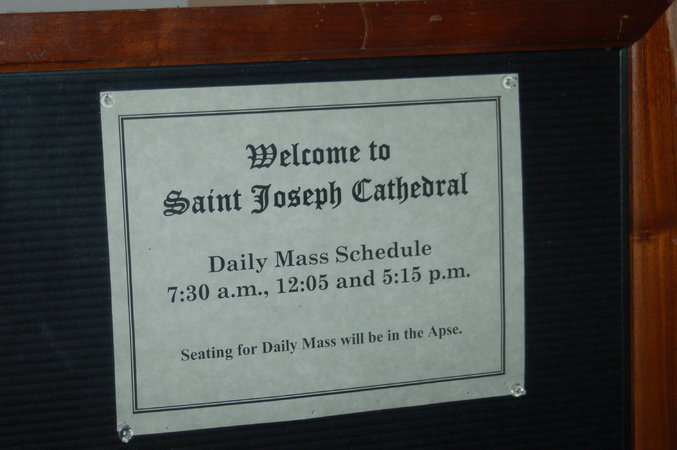 Welcome to
Saint Joseph Cathedral
Daily Mass Schedule
7:30 a.m., 12:05 and 5:15 p.m.
Seating for Daily Mass will be in the Apse.